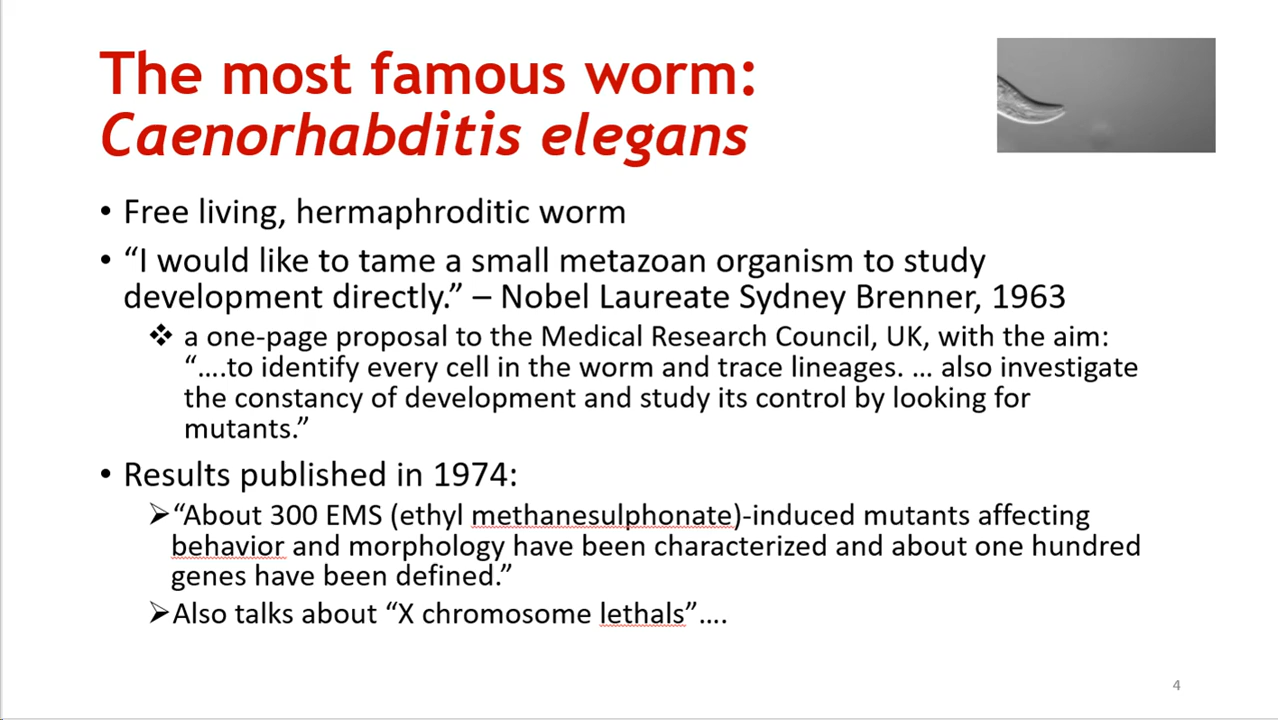 The most famous worm:
Caenorhabditis elegans
• Free living, hermaphroditic worm
• “I would like to tame a small metazoan organism to study
development directly.” – Nobel Laureate Sydney Brenner, 1963
❖ a one-page proposal to the Medical Research Council, UK, with the aim:
“….to identify every cell in the worm and trace lineages. … also investigate
the constancy of development and study its control by looking for
mutants.”
• Results published in 1974:
➢“About 300 EMS (ethyl methanesulphonate)-induced mutants affecting
behavior and morphology have been characterized and about one hundred
genes have been defined.”
➢Also talks about “X chromosome lethals”….
4